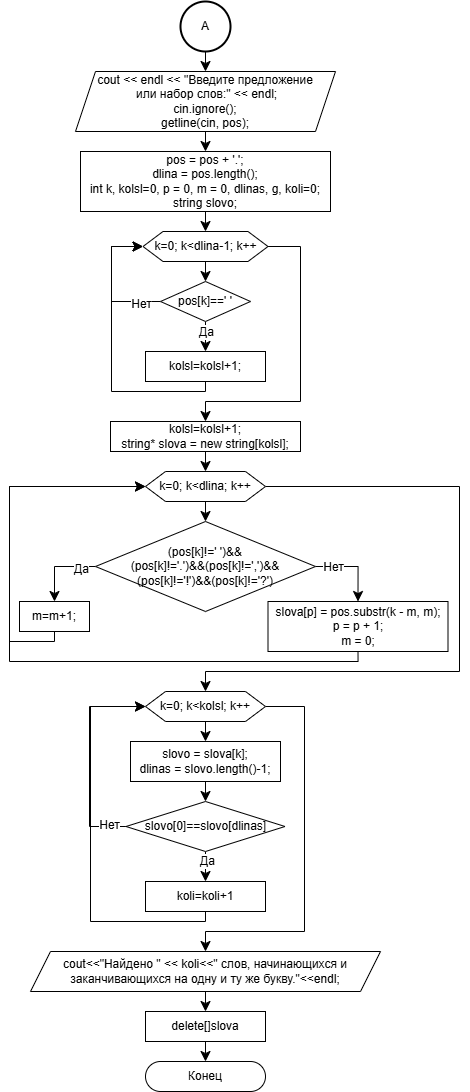 A
cout << endl << "Введите предложение
или набор слов:" << endl;
cin.ignore();
getline(cin, pos);
pos = pos + '.';
dlina = pos.length();
int k, kolsl=0, p = 0, m = 0, dlinas, g, koli=0;
string slovo;
k=0; k<dlina-1; k++
pos[k]==' '
Нет
Да
kolsl=kolsl+1;
kolsl=kolsl+1;
string* slova = new string[kolsl];
k=0; k<dlina; k++
(pos[k]!=' ')&&
(pos[k]!='.')&&(pos[k]!=',')&&
(pos[k]!='!')&&(pos[k]!='?')
Да
Нет
m=m+1;
slova[p] = pos.substr(k - m, m);
p = p + 1;
m = 0;
k=0; k<kolsl; k++
slovo = slova[k];
dlinas = slovo.length()-1;
slovo[0]==slovo[dlinas]
Нет
Да
koli=koli+1
cout<<"Найдено " << koli<<" слов, начинающихся и
заканчивающихся на одну и ту же букву."<<endl;
delete[]slova
Конец